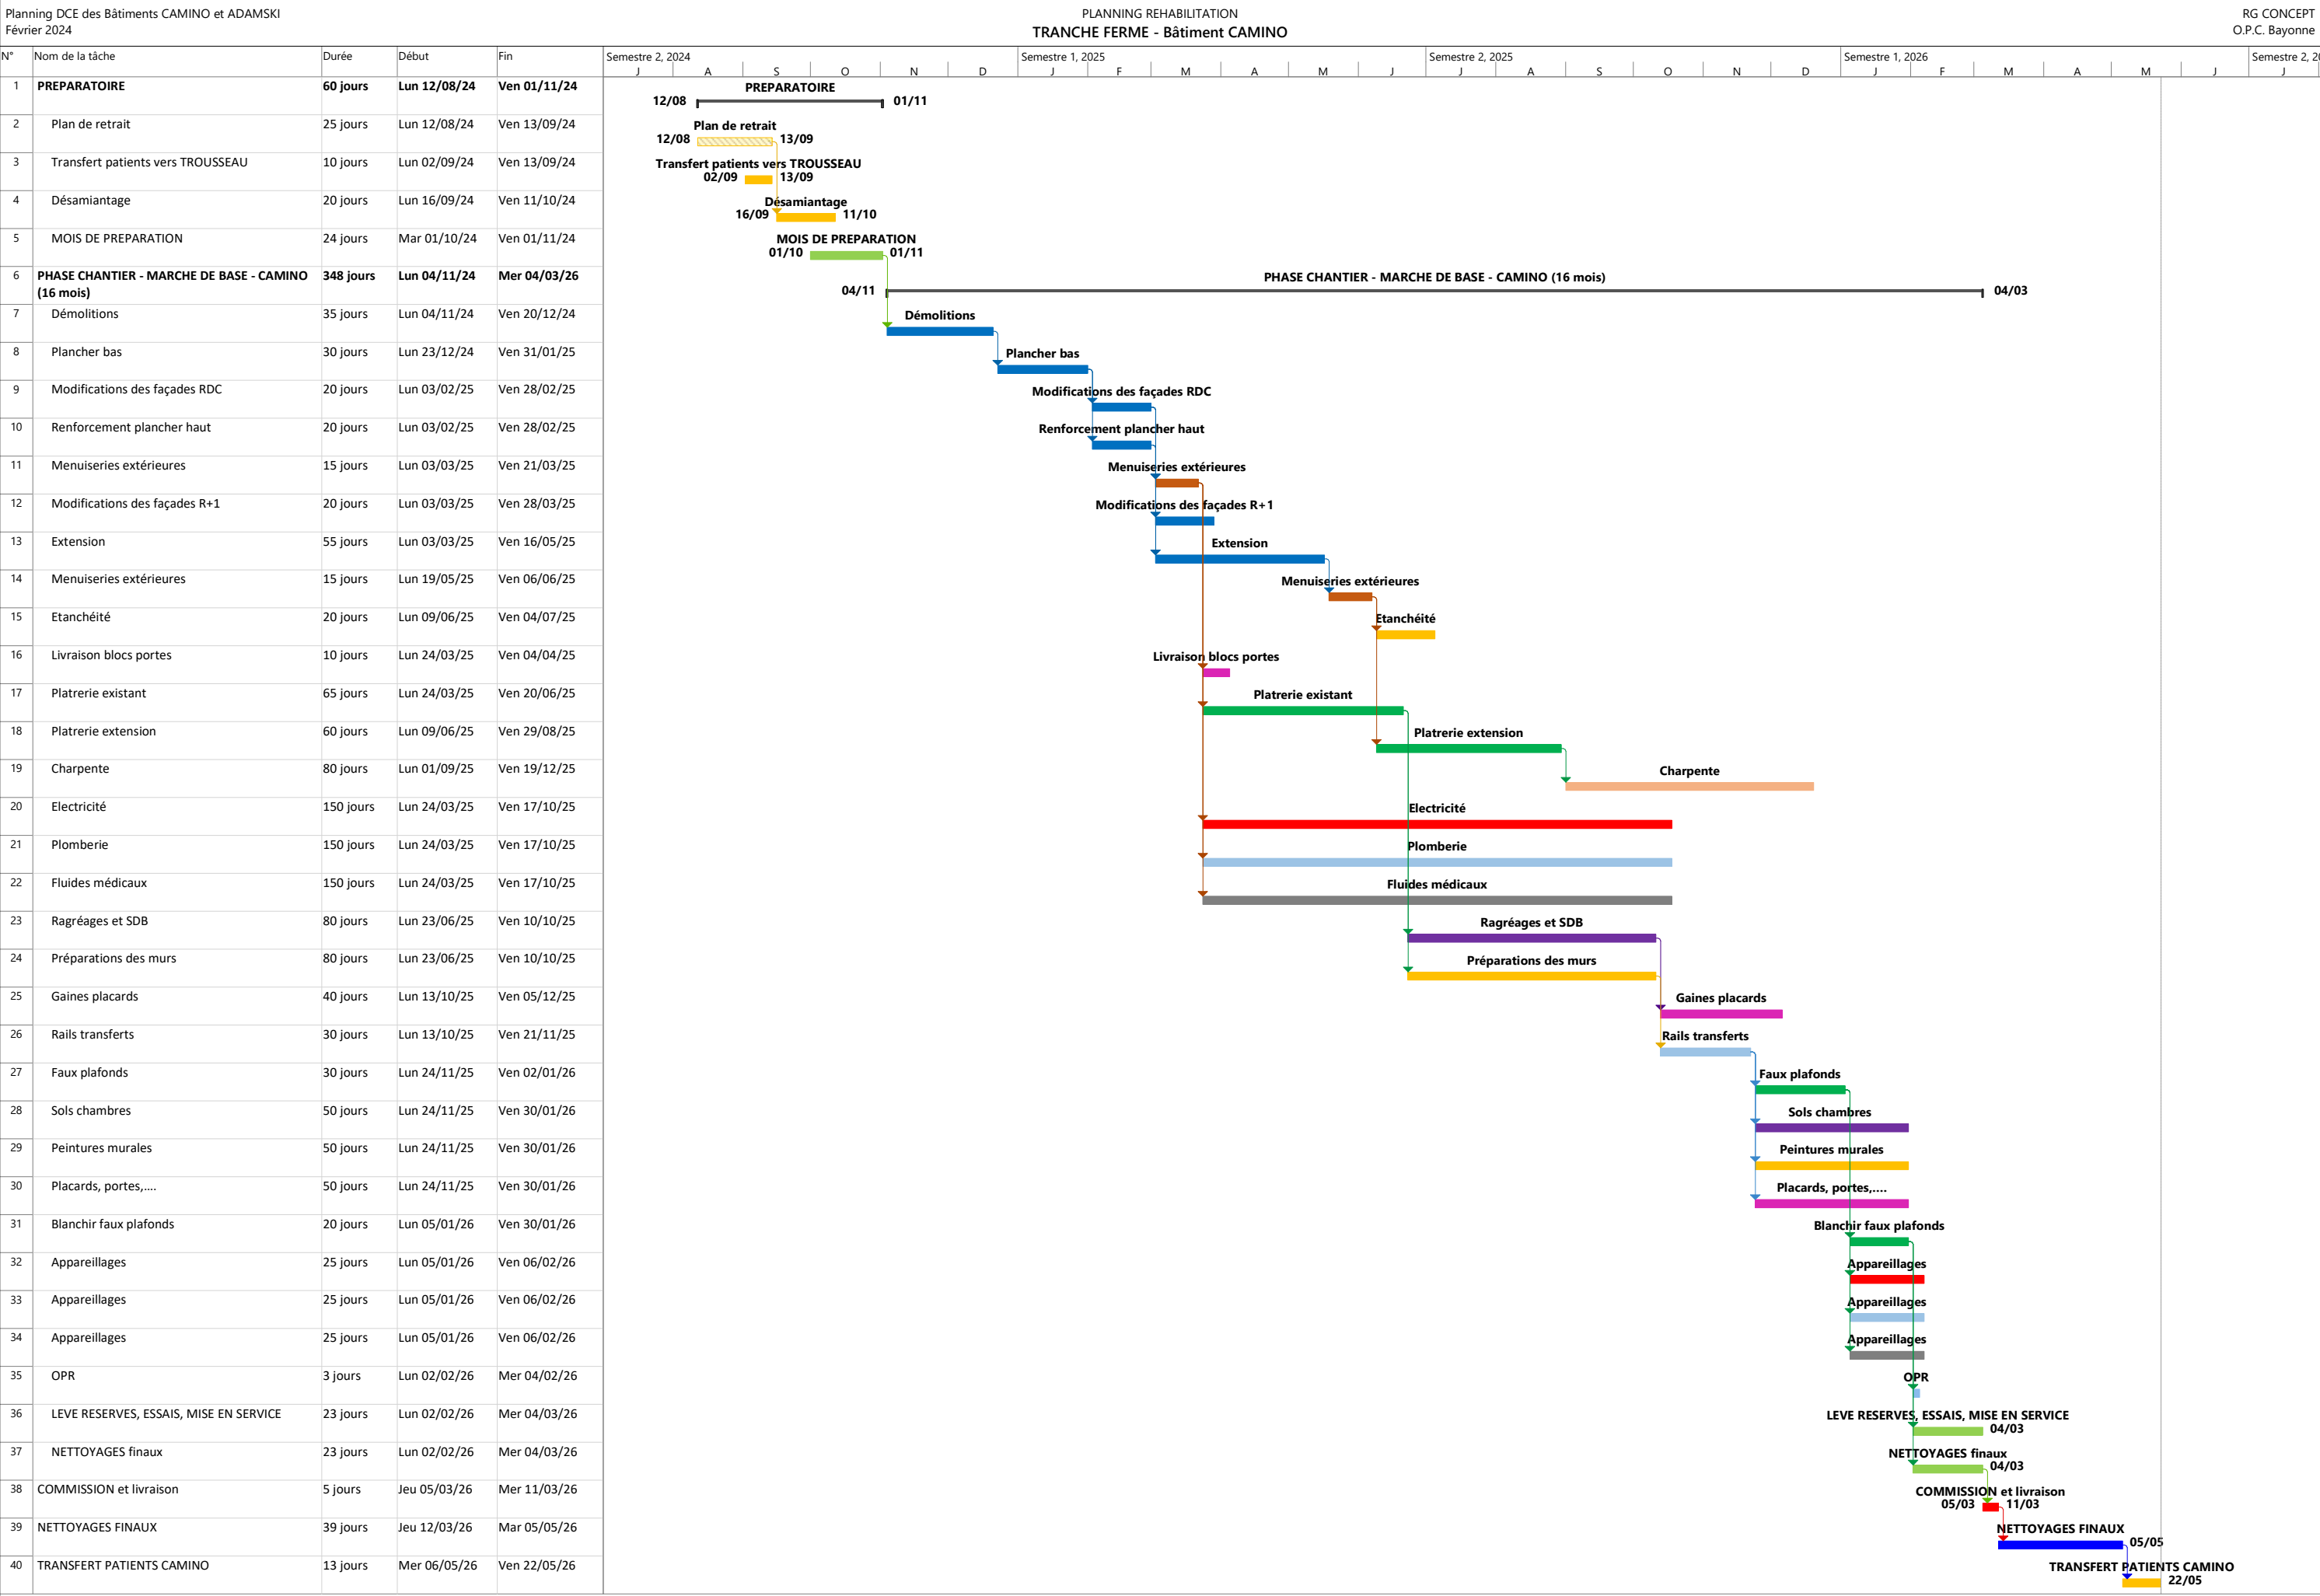 Planning DCE des Bâtiments CAMINO et ADAMSKI
Février 2024
PLANNING REHABILITATION
TRANCHE FERME - Bâtiment CAMINO
RG CONCEPT
O.P.C. Bayonne
N° Nom de la tâche Durée Début Fin Semestre 2, 2024 Semestre 1, 2025 Semestre 2, 2025 Semestre 1, 2026 Semestre 2, 20
J A S O N D J F M A M J J A S O N D J F M A M J J
1 PREPARATOIRE 60 jours Lun 12/08/24 Ven 01/11/24 PREPARATOIRE
12/08 01/11
2 Plan de retrait 25 jours Lun 12/08/24 Ven 13/09/24 Plan de retrait
12/08 13/09
3 Transfert patients vers TROUSSEAU 10 jours Lun 02/09/24 Ven 13/09/24 Transfert patients vers TROUSSEAU
02/09 13/09
4 Désamiantage 20 jours Lun 16/09/24 Ven 11/10/24 Désamiantage
16/09 11/10
5 MOIS DE PREPARATION 24 jours Mar 01/10/24 Ven 01/11/24 MOIS DE PREPARATION
01/10 01/11
6 PHASE CHANTIER - MARCHE DE BASE - CAMINO 348 jours Lun 04/11/24 Mer 04/03/26 PHASE CHANTIER - MARCHE DE BASE - CAMINO (16 mois)
(16 mois) 04/11 04/03
7 Démolitions 35 jours Lun 04/11/24 Ven 20/12/24 Démolitions
8 Plancher bas 30 jours Lun 23/12/24 Ven 31/01/25 Plancher bas
9 Modifications des façades RDC 20 jours Lun 03/02/25 Ven 28/02/25 Modifications des façades RDC
10 Renforcement plancher haut 20 jours Lun 03/02/25 Ven 28/02/25 Renforcement plancher haut
11 Menuiseries extérieures 15 jours Lun 03/03/25 Ven 21/03/25 Menuiseries extérieures
12 Modifications des façades R+1 20 jours Lun 03/03/25 Ven 28/03/25 Modifications des façades R+1
13 Extension 55 jours Lun 03/03/25 Ven 16/05/25 Extension
14 Menuiseries extérieures 15 jours Lun 19/05/25 Ven 06/06/25 Menuiseries extérieures
15 Etanchéité 20 jours Lun 09/06/25 Ven 04/07/25 Etanchéité
16 Livraison blocs portes 10 jours Lun 24/03/25 Ven 04/04/25 Livraison blocs portes
17 Platrerie existant 65 jours Lun 24/03/25 Ven 20/06/25 Platrerie existant
18 Platrerie extension 60 jours Lun 09/06/25 Ven 29/08/25 Platrerie extension
19 Charpente 80 jours Lun 01/09/25 Ven 19/12/25 Charpente
20 Electricité 150 jours Lun 24/03/25 Ven 17/10/25 Electricité
21 Plomberie 150 jours Lun 24/03/25 Ven 17/10/25 Plomberie
22 Fluides médicaux 150 jours Lun 24/03/25 Ven 17/10/25 Fluides médicaux
23 Ragréages et SDB 80 jours Lun 23/06/25 Ven 10/10/25 Ragréages et SDB
24 Préparations des murs 80 jours Lun 23/06/25 Ven 10/10/25 Préparations des murs
25 Gaines placards 40 jours Lun 13/10/25 Ven 05/12/25 Gaines placards
26 Rails transferts 30 jours Lun 13/10/25 Ven 21/11/25 Rails transferts
27 Faux plafonds 30 jours Lun 24/11/25 Ven 02/01/26 Faux plafonds
28 Sols chambres 50 jours Lun 24/11/25 Ven 30/01/26 Sols chambres
29 Peintures murales 50 jours Lun 24/11/25 Ven 30/01/26 Peintures murales
30 Placards, portes,.... 50 jours Lun 24/11/25 Ven 30/01/26 Placards, portes,....
31 Blanchir faux plafonds 20 jours Lun 05/01/26 Ven 30/01/26 Blanchir faux plafonds
32 Appareillages 25 jours Lun 05/01/26 Ven 06/02/26 Appareillages
33 Appareillages 25 jours Lun 05/01/26 Ven 06/02/26 Appareillages
34 Appareillages 25 jours Lun 05/01/26 Ven 06/02/26 Appareillages
35 OPR 3 jours Lun 02/02/26 Mer 04/02/26 OPR
36 LEVE RESERVES, ESSAIS, MISE EN SERVICE 23 jours Lun 02/02/26 Mer 04/03/26 LEVE RESERVES, ESSAIS, MISE EN SERVICE
04/03
37 NETTOYAGES finaux 23 jours Lun 02/02/26 Mer 04/03/26 NETTOYAGES finaux
04/03
38 COMMISSION et livraison 5 jours Jeu 05/03/26 Mer 11/03/26 COMMISSION et livraison
05/03 11/03
39 NETTOYAGES FINAUX 39 jours Jeu 12/03/26 Mar 05/05/26 NETTOYAGES FINAUX
05/05
40 TRANSFERT PATIENTS CAMINO 13 jours Mer 06/05/26 Ven 22/05/26 TRANSFERT PATIENTS CAMINO
22/05